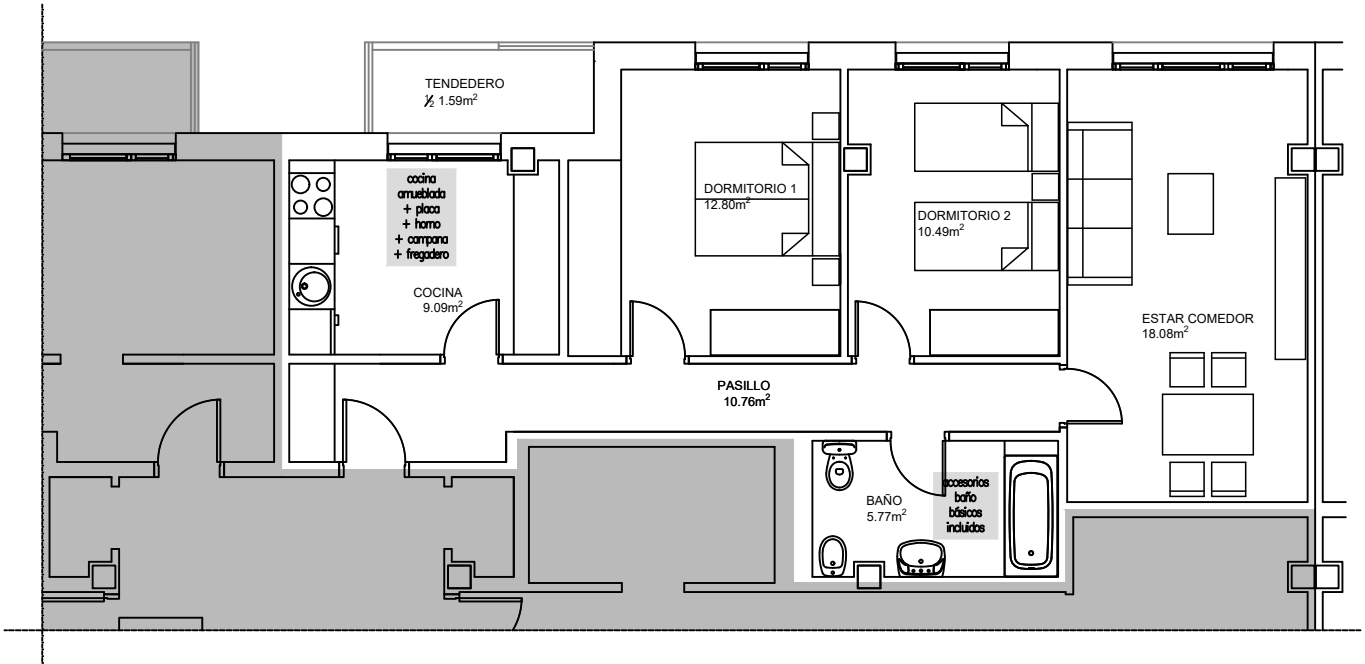 TENDEDERO
½ 1.59m²
cocina
amueblada
+ placa
+ horno
+ campana
+ fregadero
COCINA
9.09m²
DORMITORIO 1
12.80m²
DORMITORIO 2
10.49m²
ESTAR COMEDOR
18.08m²
PASILLO
10.76m²
BAÑO
5.77m²
accesorios
baño
básicos
incluidos